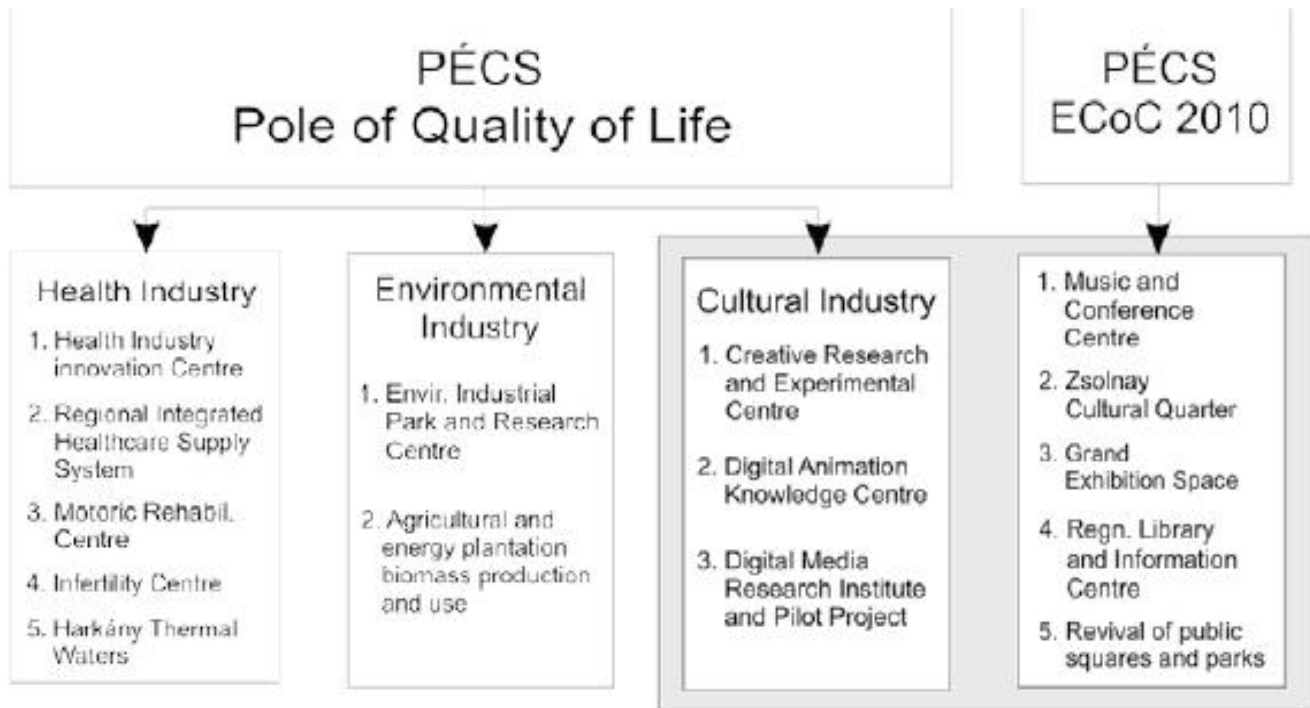 PÉCS
Pole of Quality of Life
PÉCS
ECoC 2010
Health Industry
1. Health Industry
innovation Centre
2. Regional Integrated
Healthcare Supply
System
3. Motoric Rehabil.
Centre
4. Infertility Centre
5. Harkány Thermal
Waters
Environmental
Industry
1. Envir. Industrial
Park and Research
Centre
2. Agricultural and
energy plantation
biomass production
and use
Cultural Industry
1. Creative Research
and Experimental
Centre
2. Digital Animation
Knowledge Centre
3. Digital Media
Research Institute
and Pilot Project
1. Music and
Conference
Centre
2. Zsolnay
Cultural Quarter
3. Grand
Exhibition Space
4. Regn. Library
and Information
Centre
5. Revival of public
squares and parks